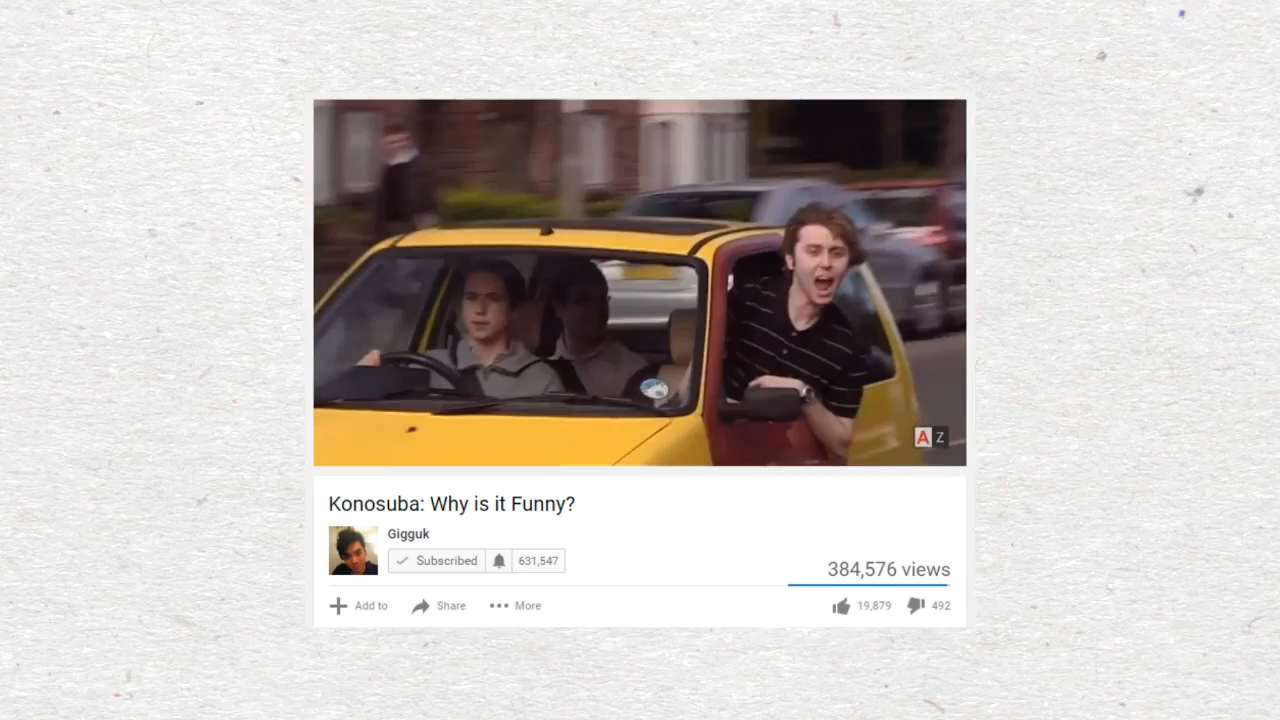 A Z
Konosuba: Why is it Funny?
Gigguk
Subscribed 631,547
384,576 views
Add to Share More 19,879 492